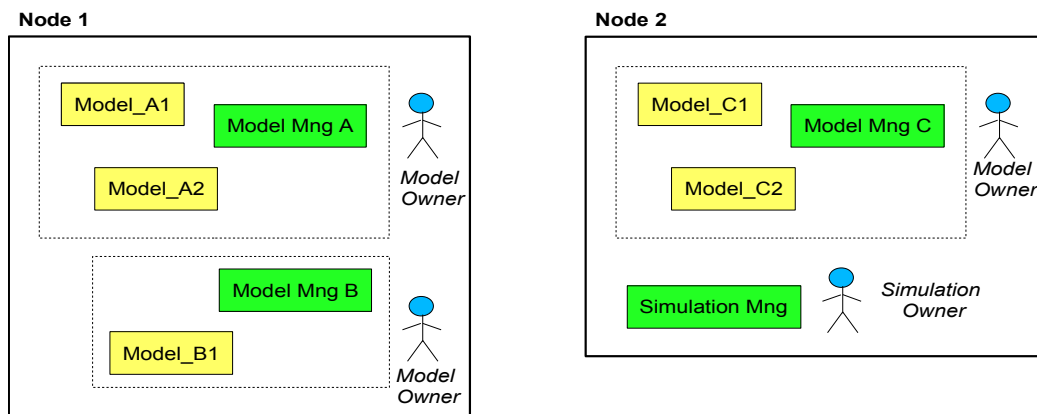 Node 1
Model_A1
Model Mng A
Model_A2
Model
Owner
Model Mng B
Model_B1
Model
Owner
Node 2
Model_C1
Model Mng C
Model_C2
Model
Owner
Simulation Mng
Simulation
Owner